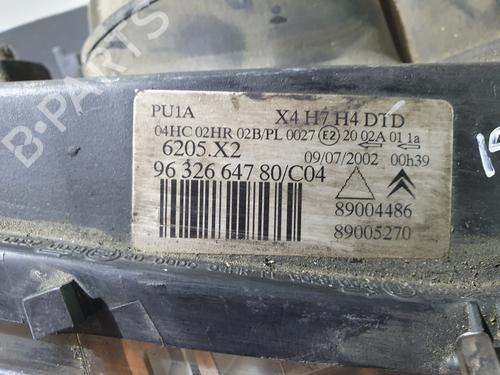 PU1A X4 H7 H4 DTD
04HC 02HR 02B/PL 0027 E2 20 02A 01 1a
6205.X2 09/07/2002 00h39
96 326 647 80/C04
89004486
89005270
B-PARTS